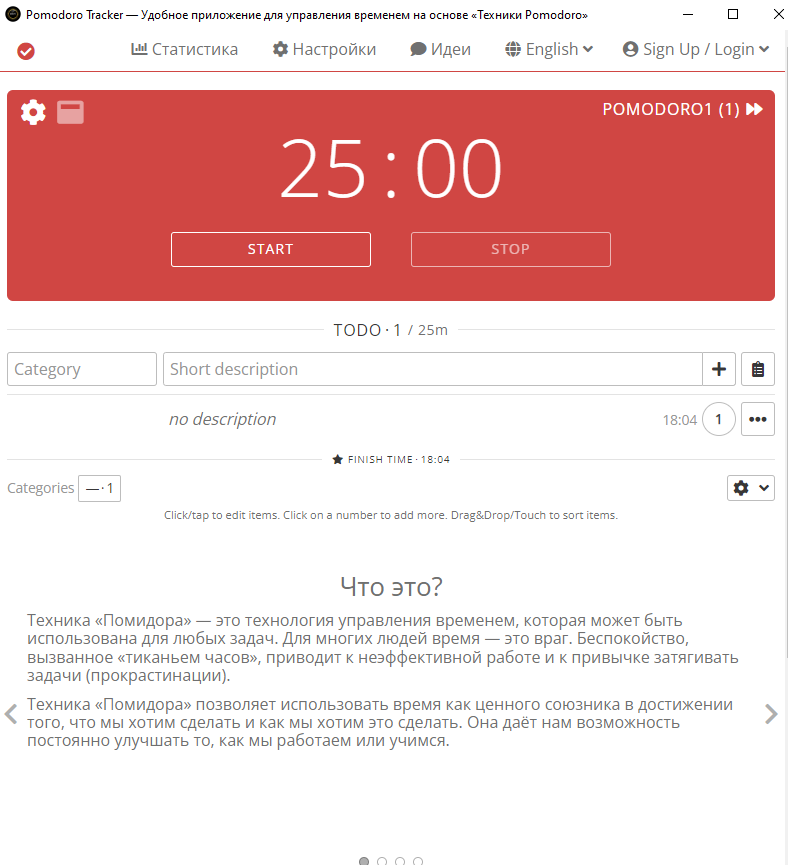 Pomodoro Tracker — Удобное приложение для управления временем на основе «Техники Pomodoro»
Статистика Настройки Идеи English Sign Up / Login
POMODORO1 (1)
25 : 00
START STOP
TODO · 1 / 25m
Category Short description
no description 18:04 1
FINISH TIME · 18:04
Categories — · 1
Click/tap to edit items. Click on a number to add more. Drag&Drop/Touch to sort items.
Что это?
Техника «Помидора» — это технология управления временем, которая может быть
использована для любых задач. Для многих людей время — это враг. Беспокойство,
вызванное «тиканьем часов», приводит к неэффективной работе и к привычке затягивать
задачи (прокрастинации).
Техника «Помидора» позволяет использовать время как ценного союзника в достижении
того, что мы хотим сделать и как мы хотим это сделать. Она даёт нам возможность
постоянно улучшать то, как мы работаем или учимся.